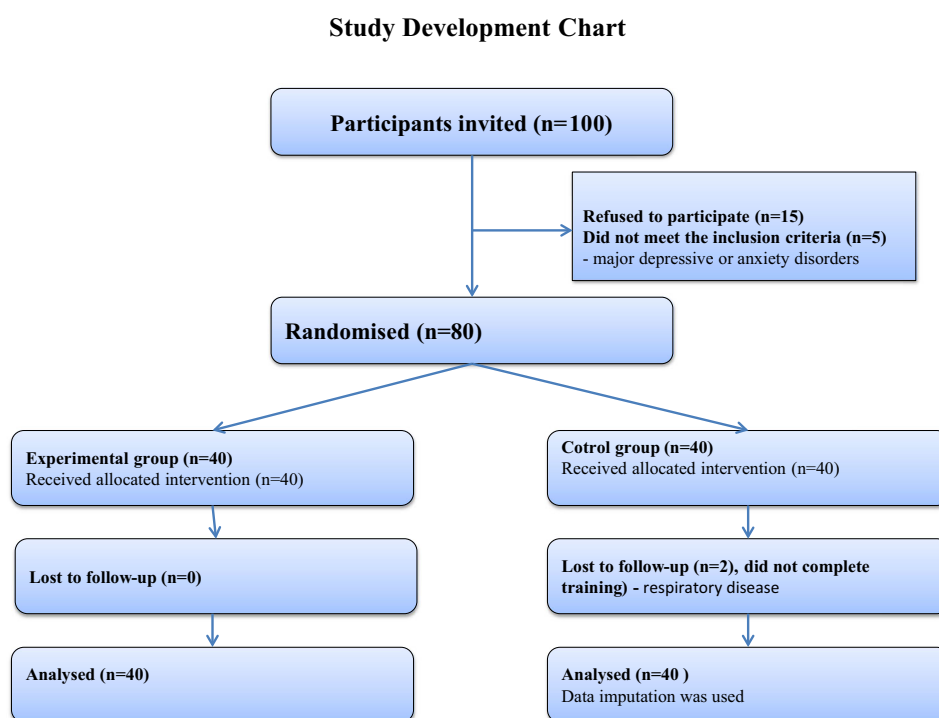 Study Development Chart
Participants invited (n=100)
Refused to participate (n=15)
Did not meet the inclusion criteria (n=5)
- major depressive or anxiety disorders
Randomised (n=80)
Experimental group (n=40)
Received allocated intervention (n=40)
Cotrol group (n=40)
Received allocated intervention (n=40)
Lost to follow-up (n=0)
Lost to follow-up (n=2), did not complete
training) - respiratory disease
Analysed (n=40)
Analysed (n=40 )
Data imputation was used